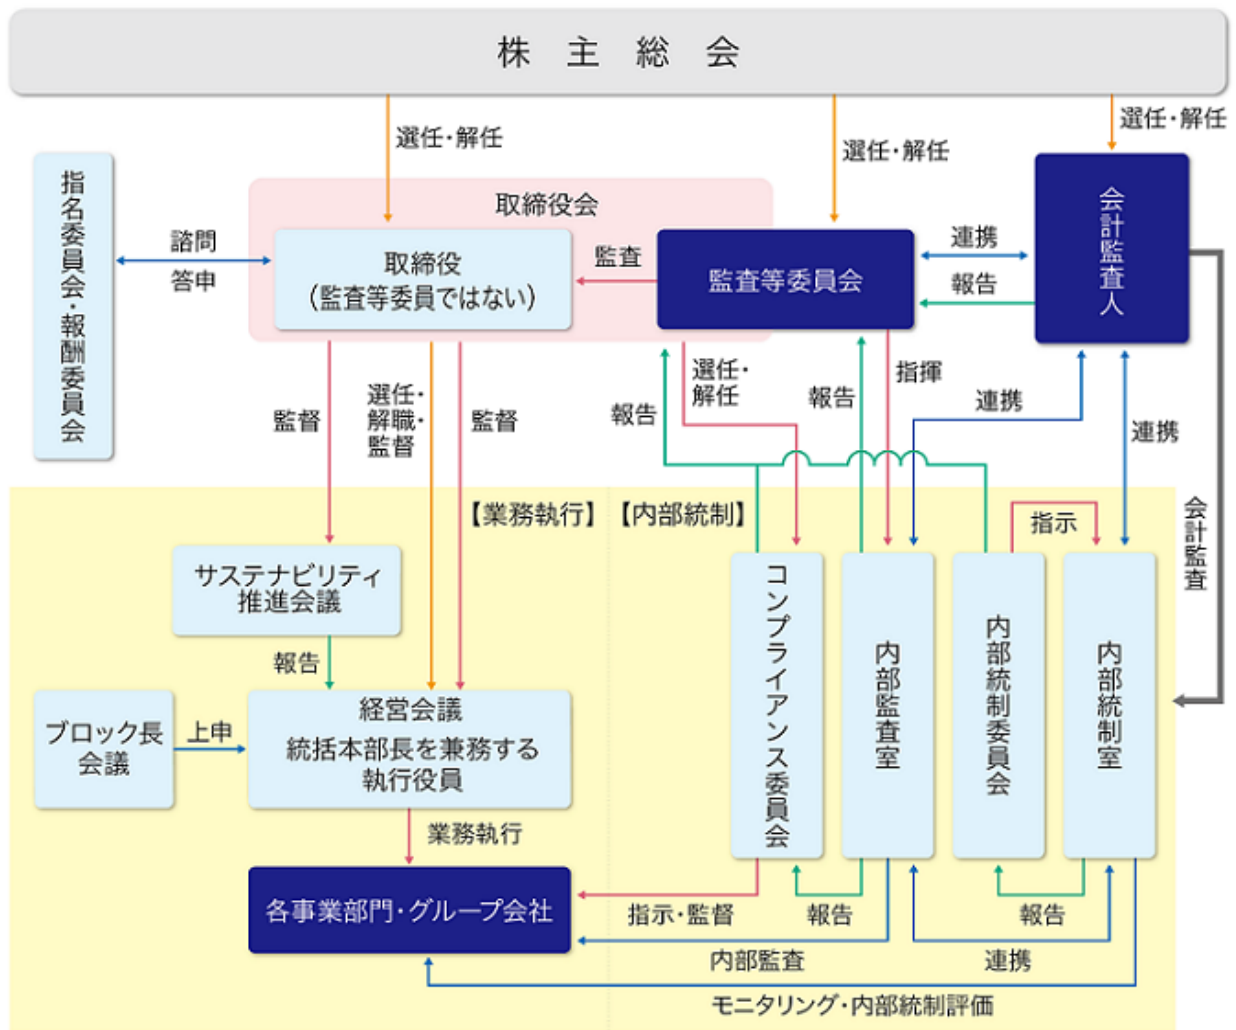 株主総会
選任・解任
選任・解任
選任・解任
指名委員会・報酬委員会
諮問
答申
取締役会
取締役
（監査等委員ではない）
監査
監査等委員会
連携
報告
会計監査人
監督
選任・
解職・
監督
監督
報告
選任・
解任
報告
指揮
連携
連携
会計監査
【業務執行】
【内部統制】
指示
サステナビリティ
推進会議
報告
ブロック長
会議
上申
経営会議
統括本部長を兼務する
執行役員
業務執行
各事業部門・グループ会社
コンプライアンス委員会
内部監査室
内部統制委員会
内部統制室
指示・監督
報告
報告
内部監査
連携
モニタリング・内部統制評価